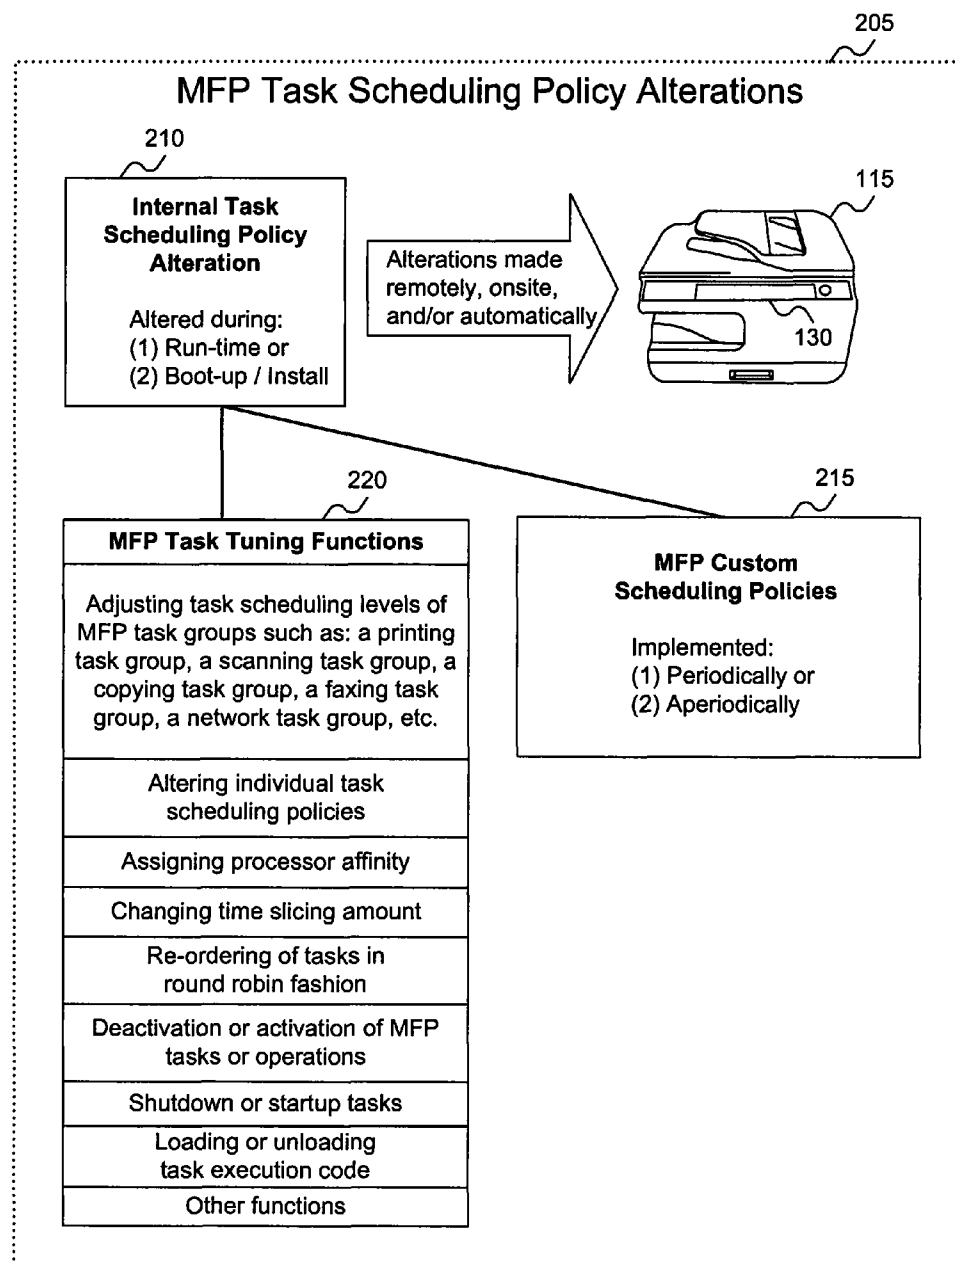 205
MFP Task Scheduling Policy Alterations
210
Internal Task
Scheduling Policy
Alteration
Altered during:
(1) Run-time or
(2) Boot-up / Install
Alterations made
remotely, onsite,
and/or automatically
115
130
220
MFP Task Tuning Functions
Adjusting task scheduling levels of
MFP task groups such as: a printing
task group, a scanning task group, a
copying task group, a faxing task
group, a network task group, etc.
Altering individual task
scheduling policies
Assigning processor affinity
Changing time slicing amount
Re-ordering of tasks in
round robin fashion
Deactivation or activation of MFP
tasks or operations
Shutdown or startup tasks
Loading or unloading
task execution code
Other functions
215
MFP Custom
Scheduling Policies
Implemented:
(1) Periodically or
(2) Aperiodically